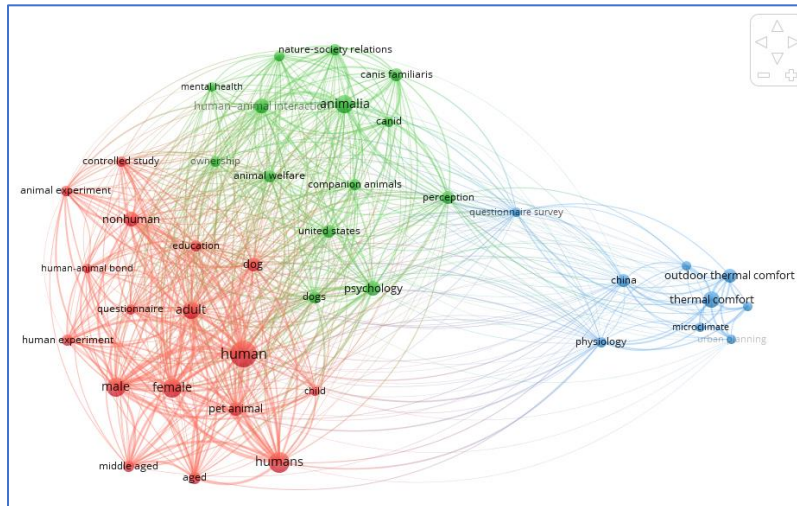 nature-society relations
canis familiaris
mental health
human-animal interactio
animalia
canid
controlled study
ownership
animal welfare
companion animals
animal experiment
perception
nonhuman
questionnaire survey
united states
education
human-animal bond
dog
china
outdoor thermal comfort
psychology
dogs
thermal comfort
questionnaire
adult
microclimate
human experiment
physiology
urban planning
human
male
female
child
pet animal
humans
middle aged
aged